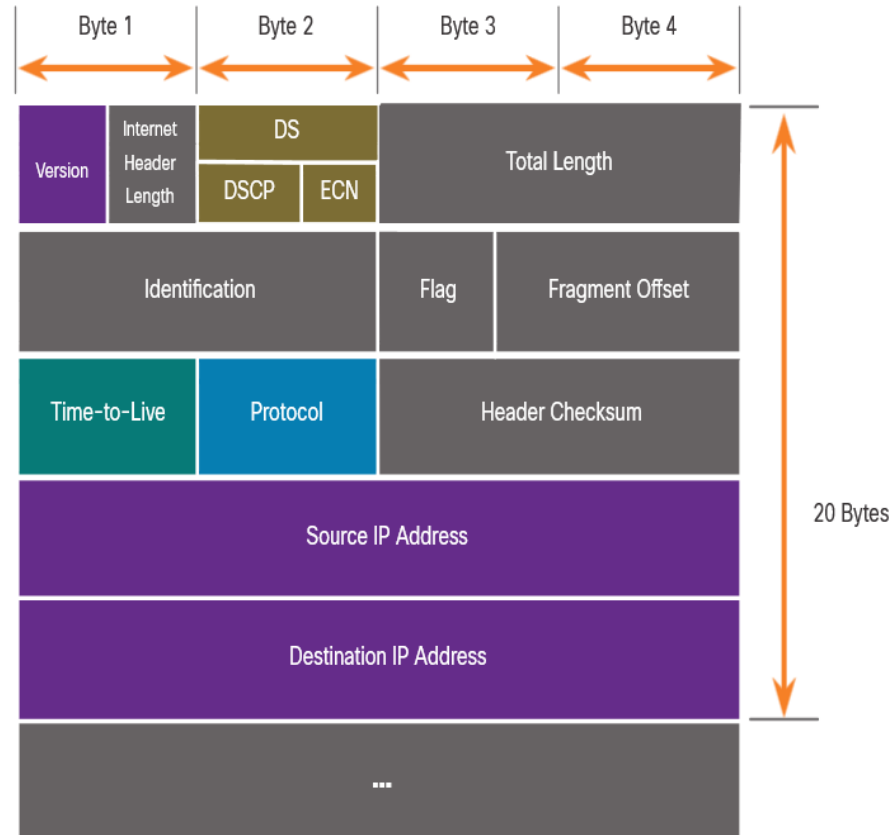 Byte 1 Byte 2 Byte 3 Byte 4
Version
Internet
Header
Length
DS
DSCP ECN
Total Length
Identification Flag Fragment Offset
Time-to-Live Protocol Header Checksum
Source IP Address
20 Bytes
Destination IP Address
...